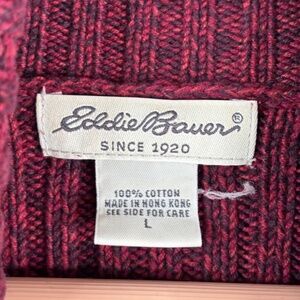 Eddie Bauer®
SINCE 1920
100% COTTON
MADE IN HONG KONG
SEE SIDE FOR CARE
L